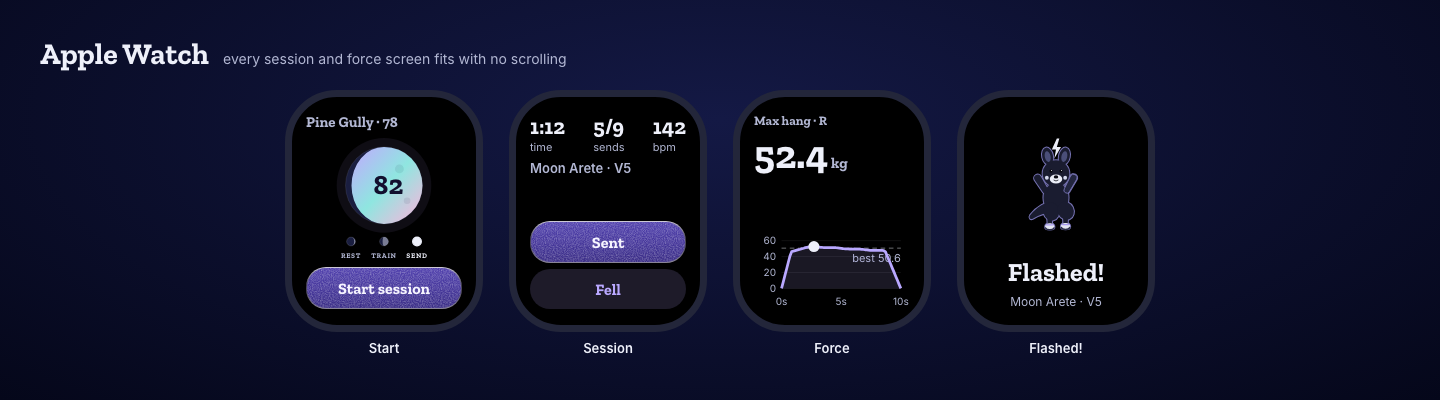 Apple Watch every session and force screen fits with no scrolling
Pine Gully · 78
82
REST TRAIN SEND
Start session
Start
1:12 5/9 142
time sends bpm
Moon Arete · V5
Sent
Fell
Session
Max hang · R
52.4 kg
60
40
20
0
best 50.6
0s 5s 10s
Force
Flashed!
Moon Arete · V5
Flashed!